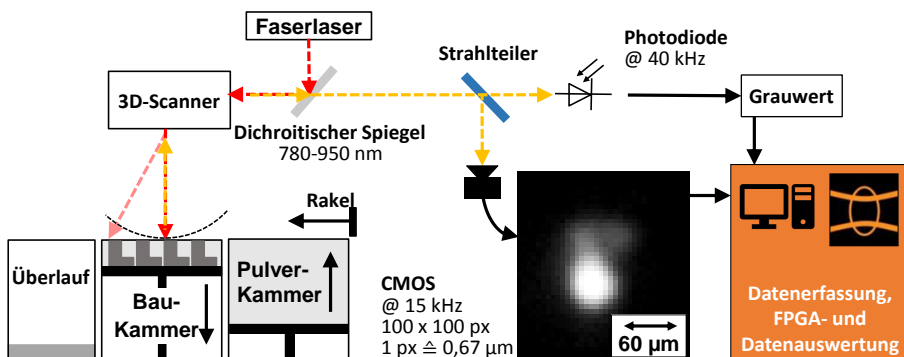 Faserlaser
Strahlteiler
Photodiode
@ 40 kHz
3D-Scanner
Grauwert
Dichroitischer Spiegel
780-950 nm
Rakel
Überlauf
Bau-
Kammer
Pulver-
Kammer
CMOS
@ 15 kHz
100 x 100 px
1 px ≙ 0,67 µm
60 µm
Datenerfassung,
FPGA- und
Datenauswertung